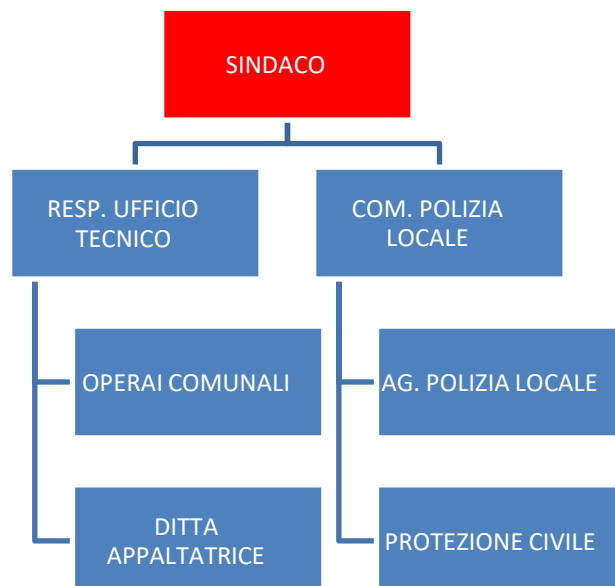 SINDACO
RESP. UFFICIO
TECNICO
COM. POLIZIA
LOCALE
OPERAI COMUNALI
AG. POLIZIA LOCALE
DITTA
APPALTATRICE
PROTEZIONE CIVILE